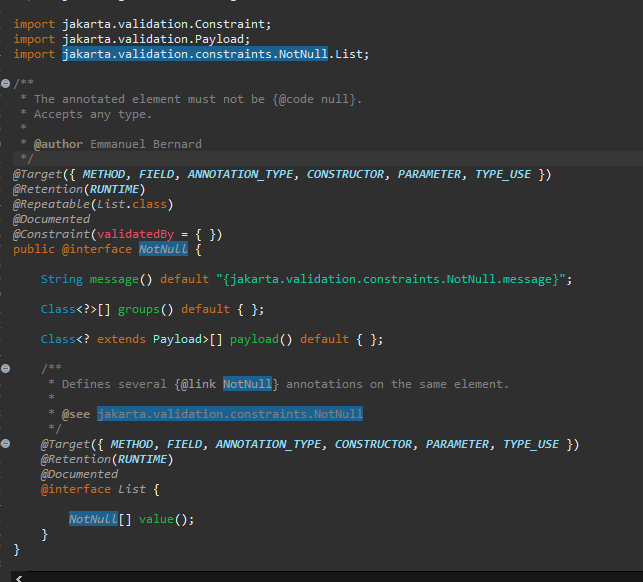 import jakarta.validation.Constraint;
import jakarta.validation.Payload;
import jakarta.validation.constraints.NotNull.List;
/**
 * The annotated element must not be {@code null}.
 * Accepts any type.
 *
 * @author Emmanuel Bernard
 */
@Target({ METHOD, FIELD, ANNOTATION_TYPE, CONSTRUCTOR, PARAMETER, TYPE_USE })
@Retention(RUNTIME)
@Repeatable(List.class)
@Documented
@Constraint(validatedBy = { })
public @interface NotNull {
    String message() default "{jakarta.validation.constraints.NotNull.message}";
    Class<?>[] groups() default { };
    Class<? extends Payload>[] payload() default { };
    /**
     * Defines several {@link NotNull} annotations on the same element.
     *
     * @see jakarta.validation.constraints.NotNull
     */
    @Target({ METHOD, FIELD, ANNOTATION_TYPE, CONSTRUCTOR, PARAMETER, TYPE_USE })
    @Retention(RUNTIME)
    @Documented
    @interface List {
        NotNull[] value();
    }
}